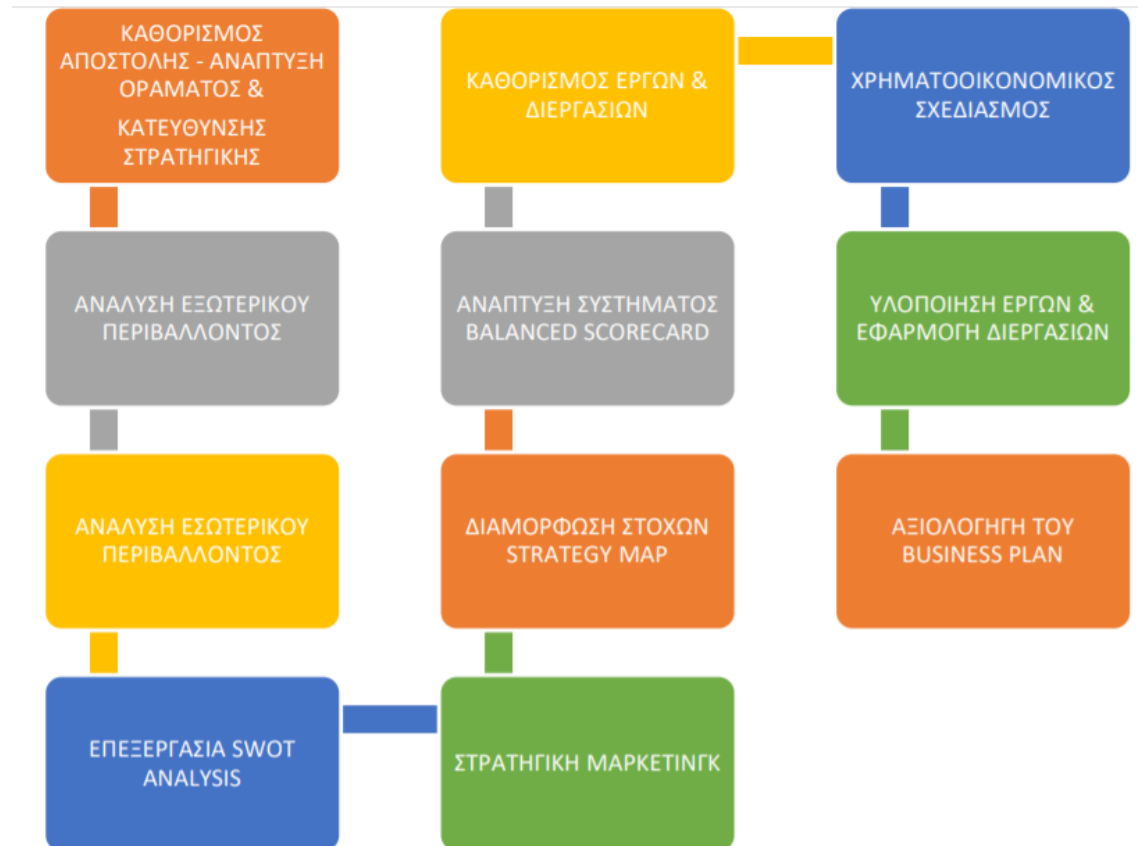 ΚΑΘΟΡΙΣΜΟΣ
ΑΠΟΣΤΟΛΗΣ - ΑΝΑΠΤΥΞΗ
ΟΡΑΜΑΤΟΣ &
ΚΑΤΕΥΘΥΝΣΗΣ
ΣΤΡΑΤΗΓΙΚΗΣ
ΑΝΑΛΥΣΗ ΕΞΩΤΕΡΙΚΟΥ
ΠΕΡΙΒΑΛΛΟΝΤΟΣ
ΑΝΑΛΥΣΗ ΕΣΩΤΕΡΙΚΟΥ
ΠΕΡΙΒΑΛΛΟΝΤΟΣ
ΕΠΕΞΕΡΓΑΣΙΑ SWOT
ANALYSIS
ΣΤΡΑΤΗΓΙΚΗ ΜΑΡΚΕΤΙΝΓΚ
ΔΙΑΜΟΡΦΩΣΗ ΣΤΟΧΩΝ
STRATEGY MAP
ΑΝΑΠΤΥΞΗ ΣΥΣΤΗΜΑΤΟΣ
BALANCED SCORECARD
ΚΑΘΟΡΙΣΜΟΣ ΕΡΓΩΝ &
ΔΙΕΡΓΑΣΙΩΝ
ΧΡΗΜΑΤΟΟΙΚΟΝΟΜΙΚΟΣ
ΣΧΕΔΙΑΣΜΟΣ
ΥΛΟΠΟΙΗΣΗ ΕΡΓΩΝ &
ΕΦΑΡΜΟΓΗ ΔΙΕΡΓΑΣΙΩΝ
ΑΞΙΟΛΟΓΗΓΗ ΤΟΥ
BUSINESS PLAN